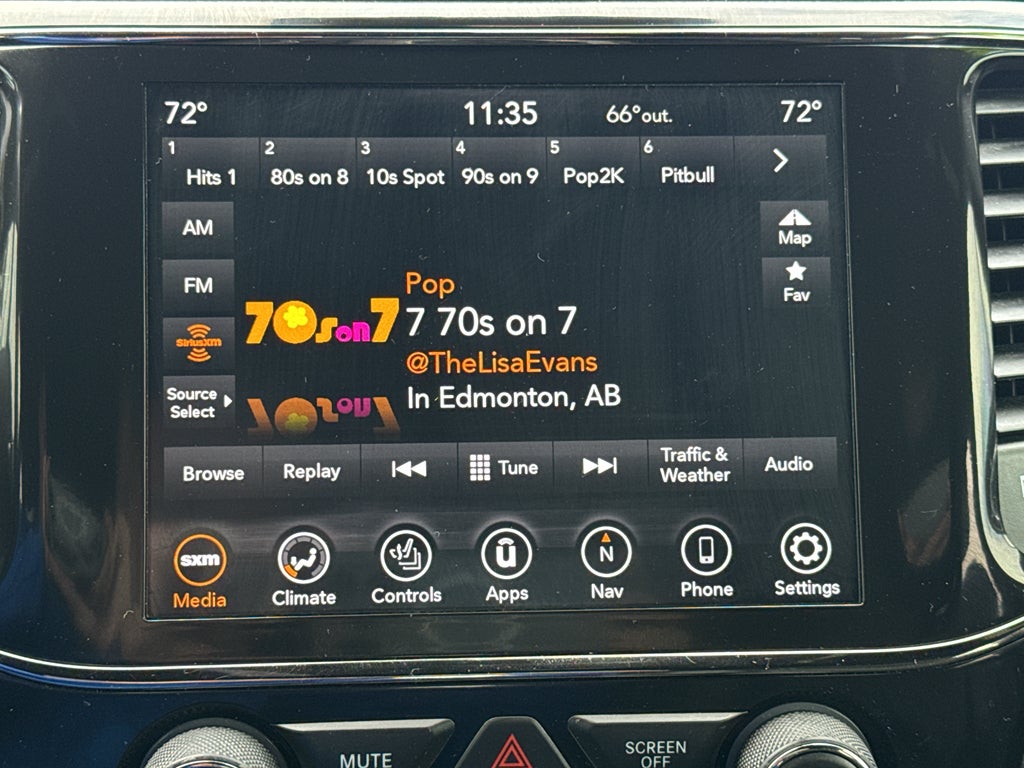 72° 11:35 66° out. 72°
1 2 3 4 5 6
Hits 1 80s on 8 10s Spot 90s on 9 Pop2K Pitbull
AM
Map
FM
Fav
Pop
70s on 7
7 70s on 7
SiriusXM
@TheLisaEvans
Source
Select
In Edmonton, AB
Browse Replay Tune Traffic &
Weather Audio
sxm
ū
N
Media Climate Controls Apps Nav Phone Settings
MUTE
SCREEN
OFF